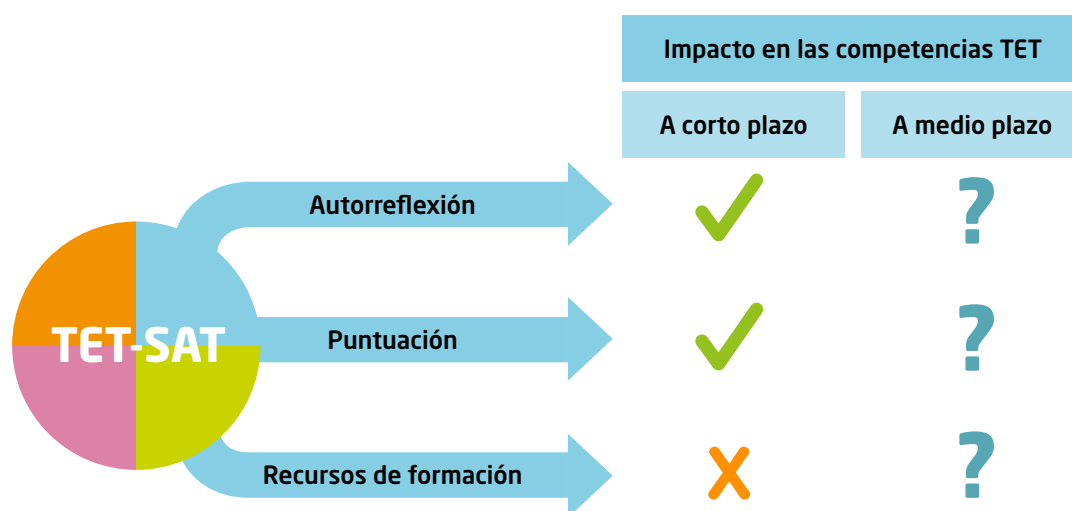 Impacto en las competencias TET
A corto plazo
A medio plazo
Autorreflexión
?
TET-SAT
Puntuación
?
Recursos de formación
X
?